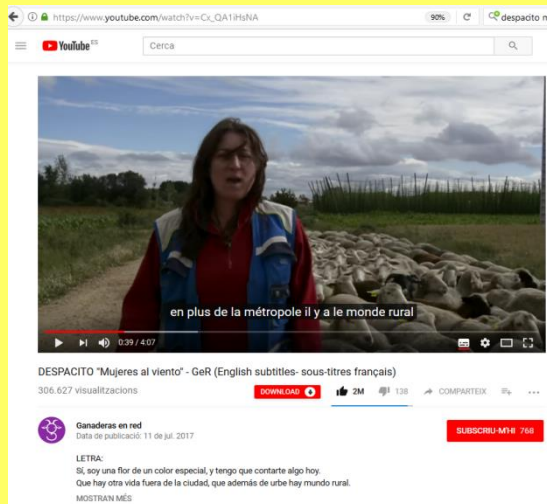 https://www.youtube.com/watch?v=Cx_QA1iHsNA 90% despacito m
YouTube ES Cerca
en plus de la métropole il y a le monde rural
0:39 / 4:07
DESPACITO "Mujeres al viento" - GeR (English subtitles- sous-titres français)
306.627 visualitzacions DOWNLOAD 2M 138 COMPARTEIX
Ganaderas en red
Data de publicació: 11 de jul. 2017
SUBSCRIU-M'HI 768
LETRA:
Sí, soy una flor de un color especial, y tengo que contarte algo hoy.
Que hay otra vida fuera de la ciudad, que además de urbe hay mundo rural.
MOSTRA'N MÉS